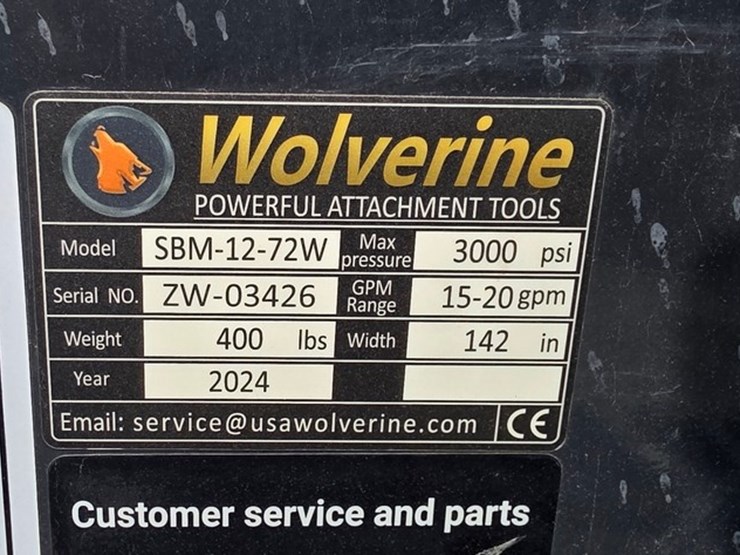 Wolverine
POWERFUL ATTACHMENT TOOLS
Model SBM-12-72W Max pressure 3000 psi
Serial NO. ZW-03426 GPM Range 15-20 gpm
Weight 400 lbs Width 142 in
Year 2024
Email: service@usawolverine.com CE
Customer service and parts